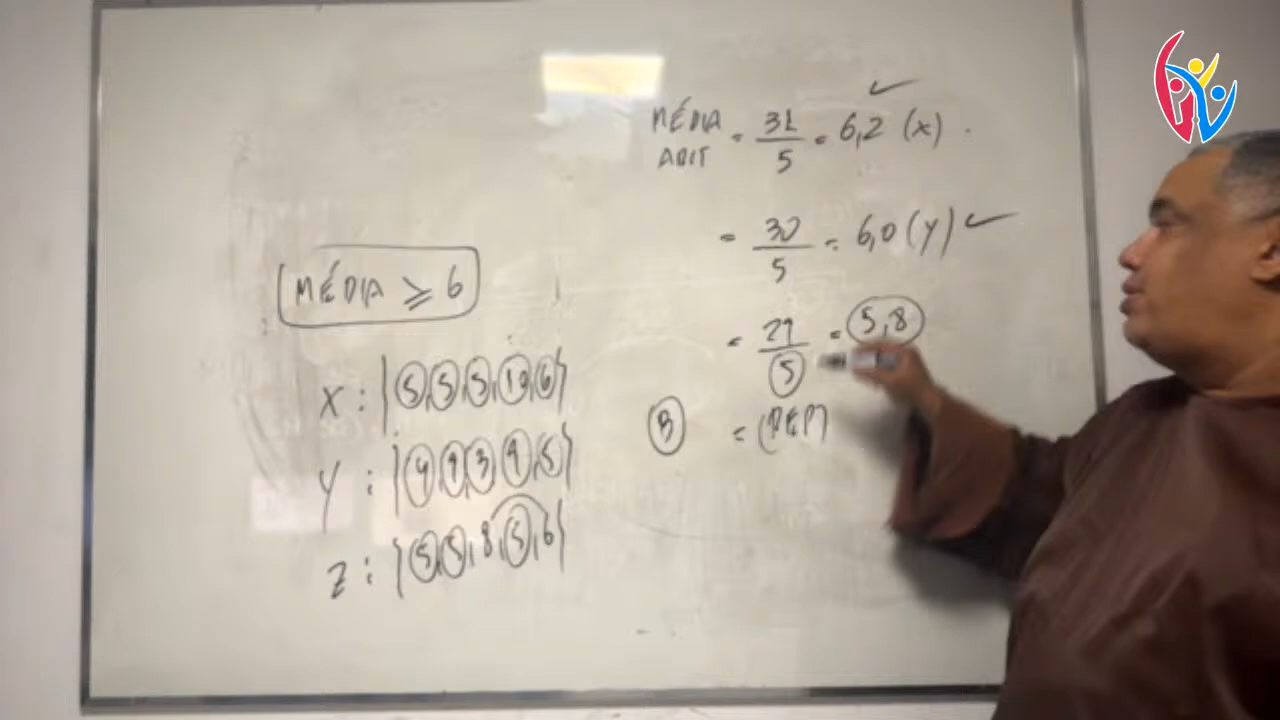 MÉDIA ≥ 6
X: {5,5,5,10,6}
Y: {4,9,3,9,5}
Z: {5,5,8,5,6}
MÉDIA
ARIT = 31/5 = 6,2 (X)
= 30/5 = 6,0 (Y)
= 29/5 = 5,8
B = (REP)